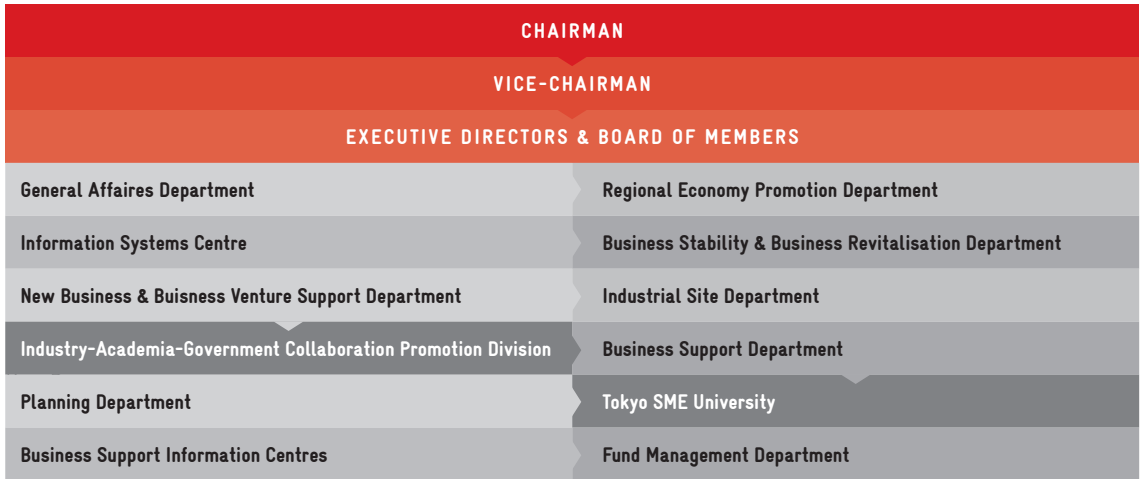 CHAIRMAN
VICE-CHAIRMAN
EXECUTIVE DIRECTORS & BOARD OF MEMBERS
General Affaires Department
Regional Economy Promotion Department
Information Systems Centre
Business Stability & Business Revitalisation Department
New Business & Buisness Venture Support Department
Industrial Site Department
Industry-Academia-Government Collaboration Promotion Division
Business Support Department
Planning Department
Tokyo SME University
Business Support Information Centres
Fund Management Department